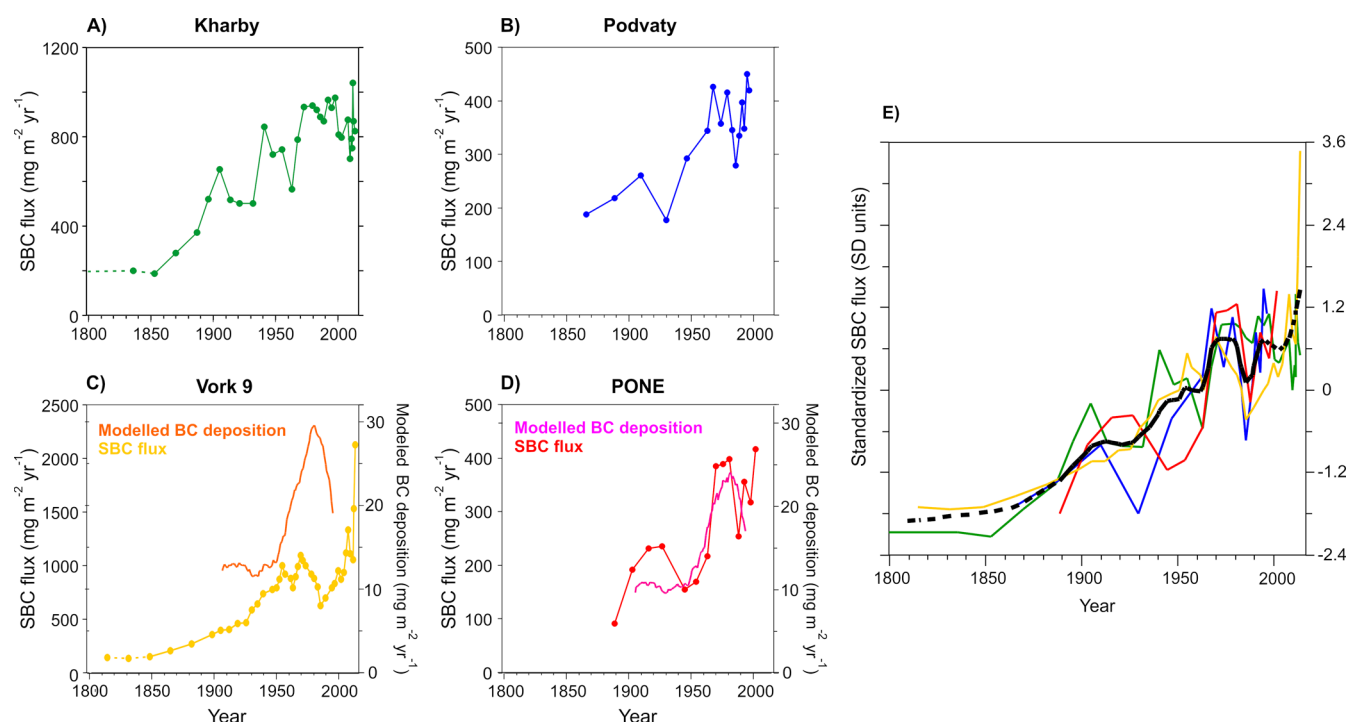 A) Kharby
SBC flux (mg m⁻² yr⁻¹)
1200
1000
800
400
0
1800 1850 1900 1950 2000
B) Podvaty
SBC flux (mg m⁻² yr⁻¹)
500
400
300
200
100
0
1800 1850 1900 1950 2000
C) Vork 9
Modelled BC deposition
SBC flux
SBC flux (mg m⁻² yr⁻¹)
2500
2000
1500
1000
500
0
30
20
10
0
Modeled BC deposition (mg m⁻² yr⁻¹)
1800 1850 1900 1950 2000
Year
D) PONE
Modelled BC deposition
SBC flux
SBC flux (mg m⁻² yr⁻¹)
500
400
300
200
100
0
30
20
10
0
Modeled BC deposition (mg m⁻² yr⁻¹)
1800 1850 1900 1950 2000
Year
E)
Standardized SBC flux (SD units)
3.6
2.4
1.2
0
-1.2
-2.4
1800 1850 1900 1950 2000
Year